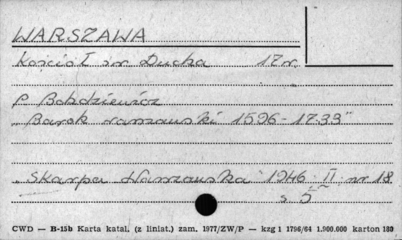 WARSZAWA
Kościół św Ducha 17 w.
P Bohdziewicz
"Barok warszawski 1596-1733"
"Skarpa Warszawska" 1946 II nr 18
s 5
CWD — B-15b Karta katal. (z liniat.) zam. 1977/ZW/P — kzg 1 1796/64 1.900.000 karton 180